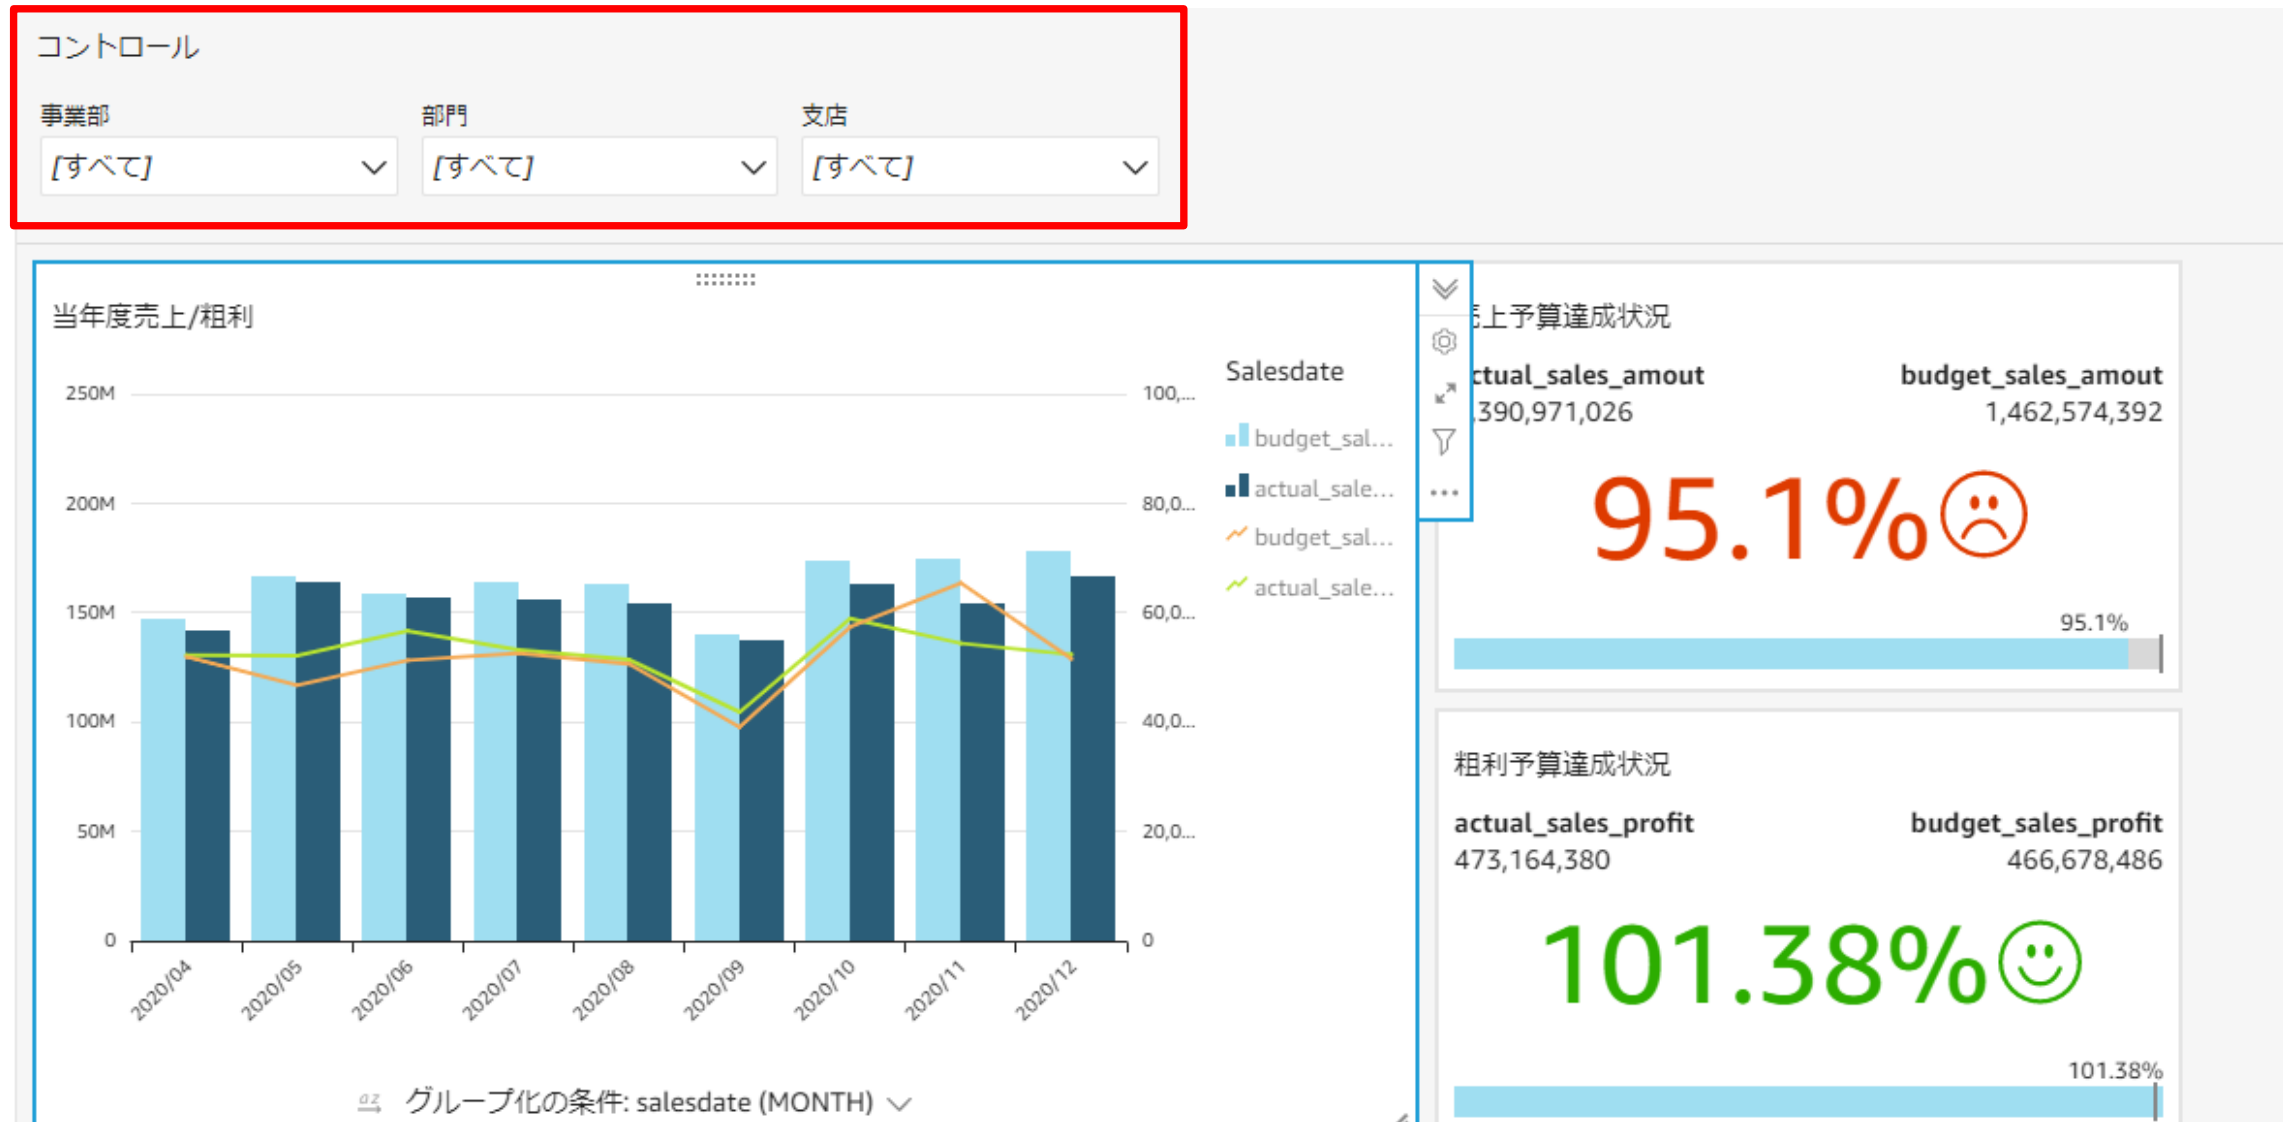 コントロール
事業部 部門 支店
[すべて] [すべて] [すべて]
当年度売上/粗利
250M
200M
150M
100M
50M
0
100,...
80,0...
60,0...
40,0...
20,0...
0
2020/04 2020/05 2020/06 2020/07 2020/08 2020/09 2020/10 2020/11 2020/12
グループ化の条件: salesdate (MONTH)
Salesdate
budget_sal...
actual_sale...
budget_sal...
actual_sale...
上予算達成状況
ctual_sales_amout budget_sales_amout
,390,971,026 1,462,574,392
95.1%
95.1%
粗利予算達成状況
actual_sales_profit budget_sales_profit
473,164,380 466,678,486
101.38%
101.38%